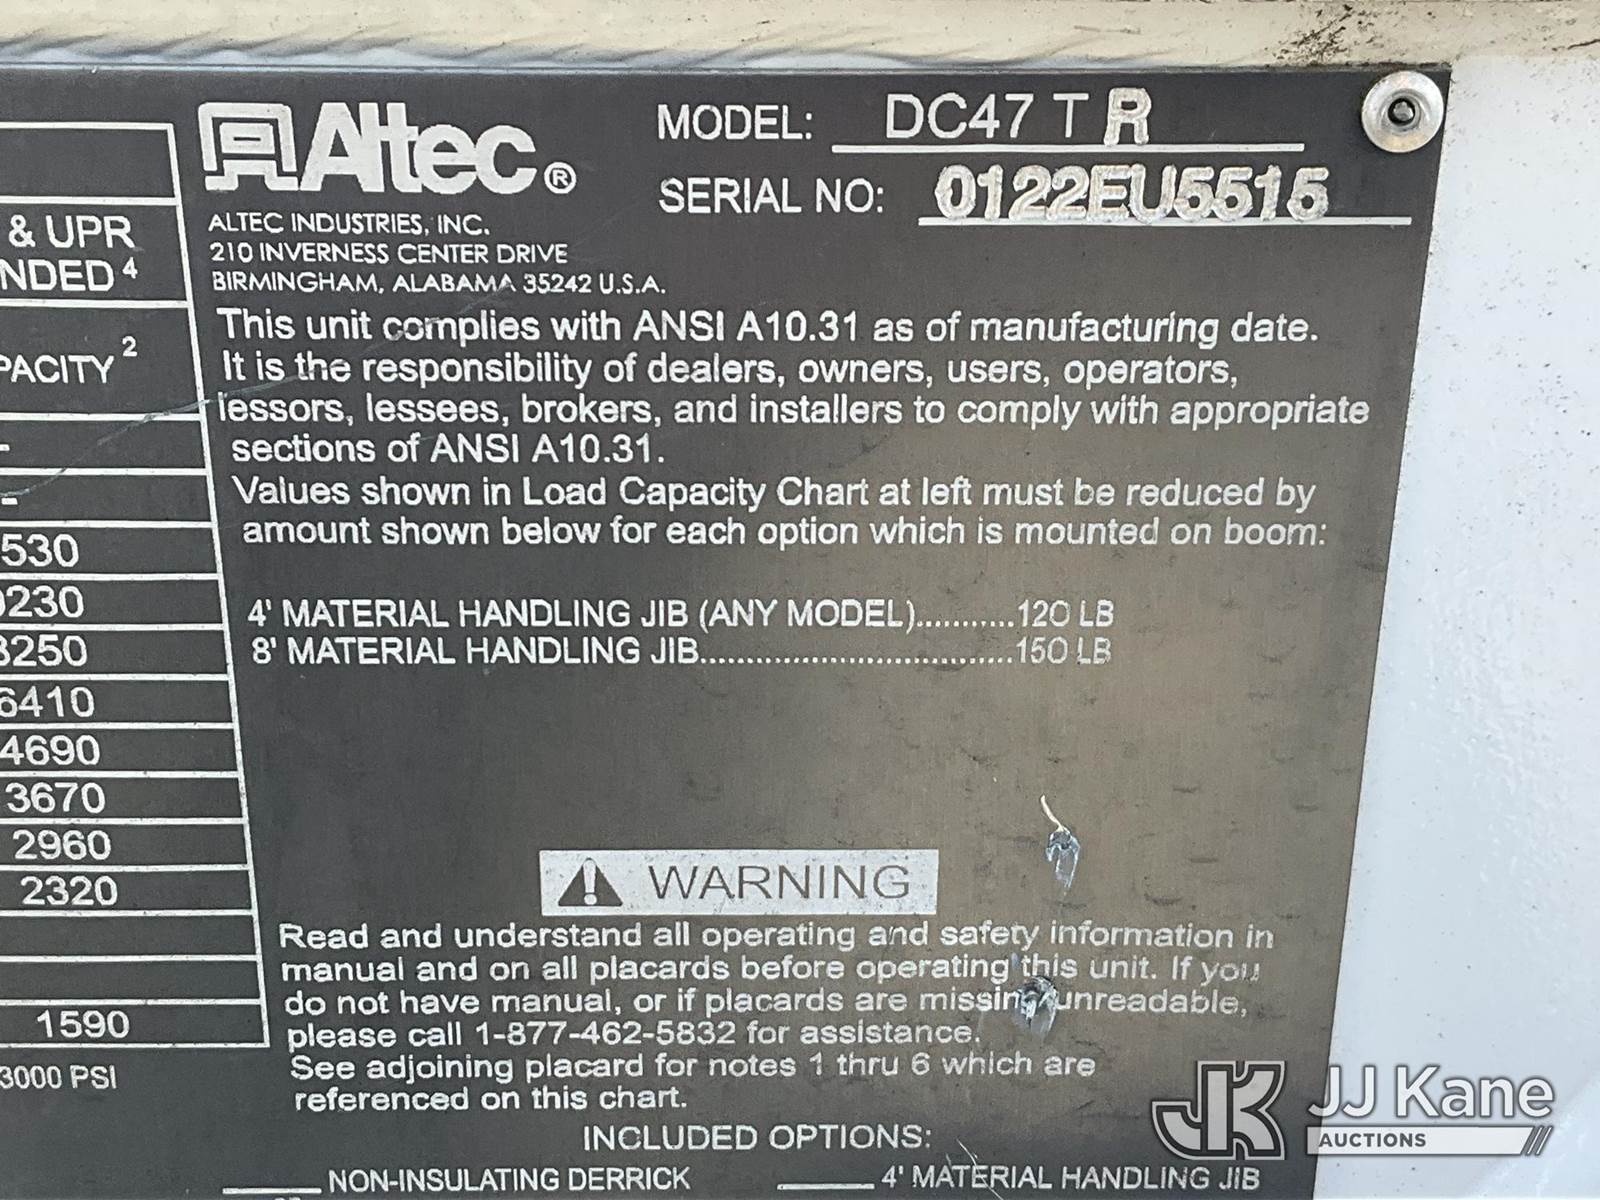 & UPR
NDED 4
PACITY 2
-
-
530
0230
8250
6410
4690
3670
2960
2320
1590
3000 PSI
Altec®
ALTEC INDUSTRIES, INC.
210 INVERNESS CENTER DRIVE
BIRMINGHAM, ALABAMA 35242 U.S.A.
MODEL: DC47 TR
SERIAL NO: 0122EU5515
This unit complies with ANSI A10.31 as of manufacturing date.
It is the responsibility of dealers, owners, users, operators,
lessors, lessees, brokers, and installers to comply with appropriate
sections of ANSI A10.31.
Values shown in Load Capacity Chart at left must be reduced by
amount shown below for each option which is mounted on boom:
4' MATERIAL HANDLING JIB (ANY MODEL)...........120 LB
8' MATERIAL HANDLING JIB..................................150 LB
WARNING
Read and understand all operating and safety information in
manual and on all placards before operating this unit. If you
do not have manual, or if placards are missing unreadable,
please call 1-877-462-5832 for assistance.
See adjoining placard for notes 1 thru 6 which are
referenced on this chart.
INCLUDED OPTIONS:
NON-INSULATING DERRICK
4' MATERIAL HANDLING JIB
JK JJ Kane
AUCTIONS